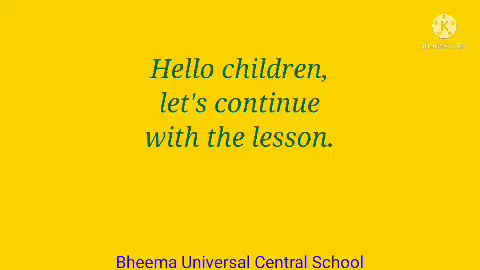 Hello children,
let's continue
with the lesson.
Bheema Universal Central School